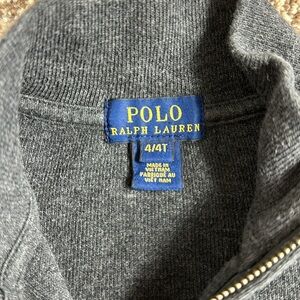 POLO
RALPH LAUREN
4/4T
MADE IN
VIETNAM
FABRIQUÉ AU
VIET NAM